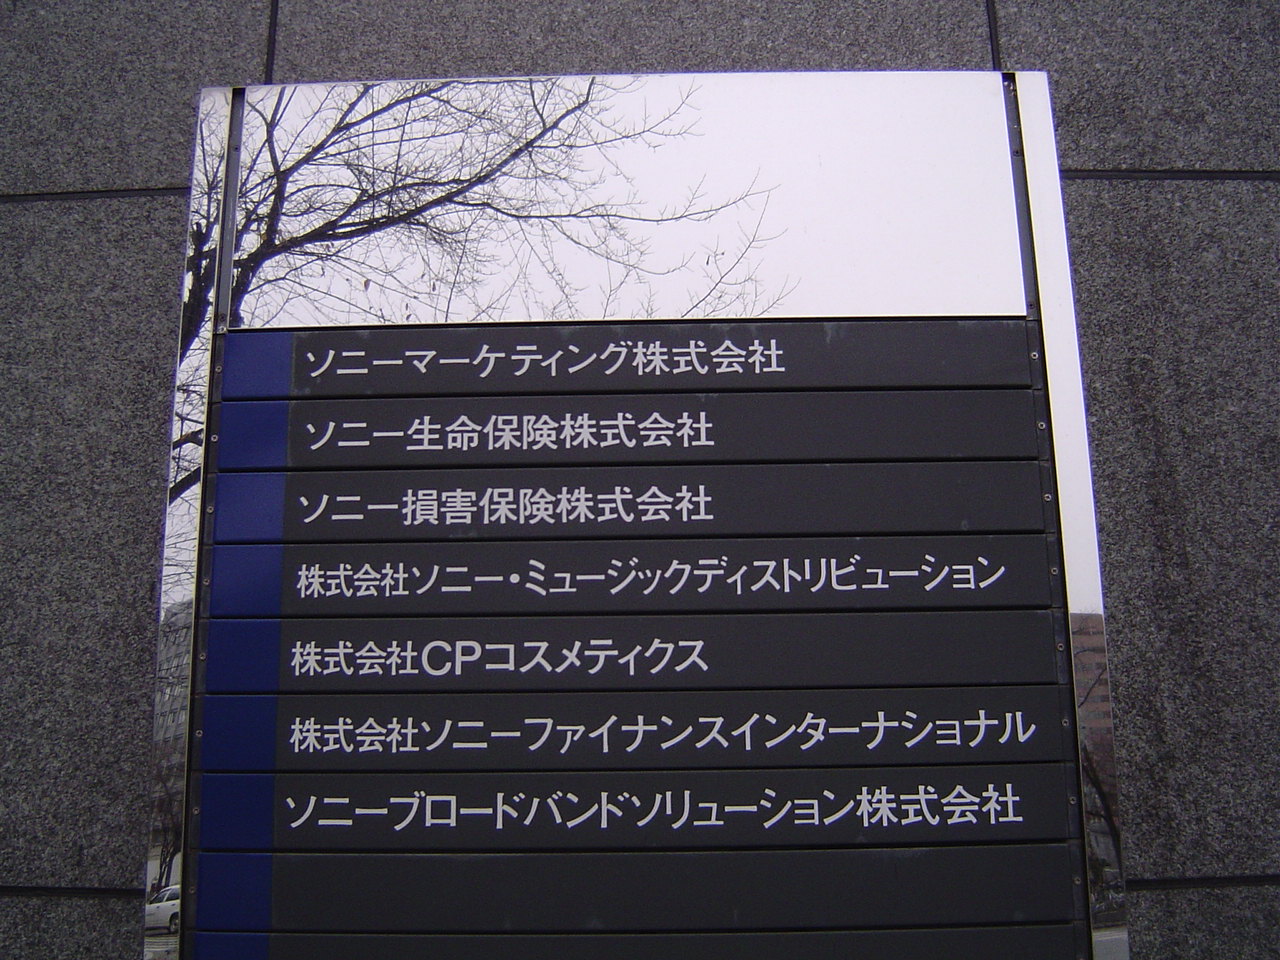 ソニーマーケティング株式会社
ソニー生命保険株式会社
ソニー損害保険株式会社
株式会社ソニー・ミュージックディストリビューション
株式会社CPコスメティクス
株式会社ソニーファイナンスインターナショナル
ソニーブロードバンドソリューション株式会社